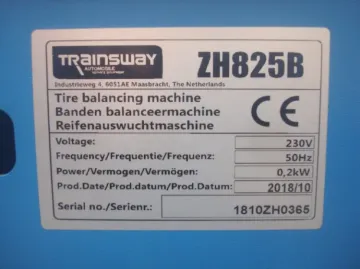 TRAINSWAY
AUTOMOBILE
service equipment
ZH825B
Industrieweg 4, 6051AE Maasbracht, The Netherlands
Tire balancing machine
Banden balanceermachine
Reifenauswuchtmaschine
CE
Voltage: 230V
Frequency/Frequentie/Frequenz: 50Hz
Power/Vermogen/Vermögen: 0,2kW
Prod.Date/Prod.datum/Prod.Datum: 2018/10
Serial no./Serienr.: 1810ZH0365